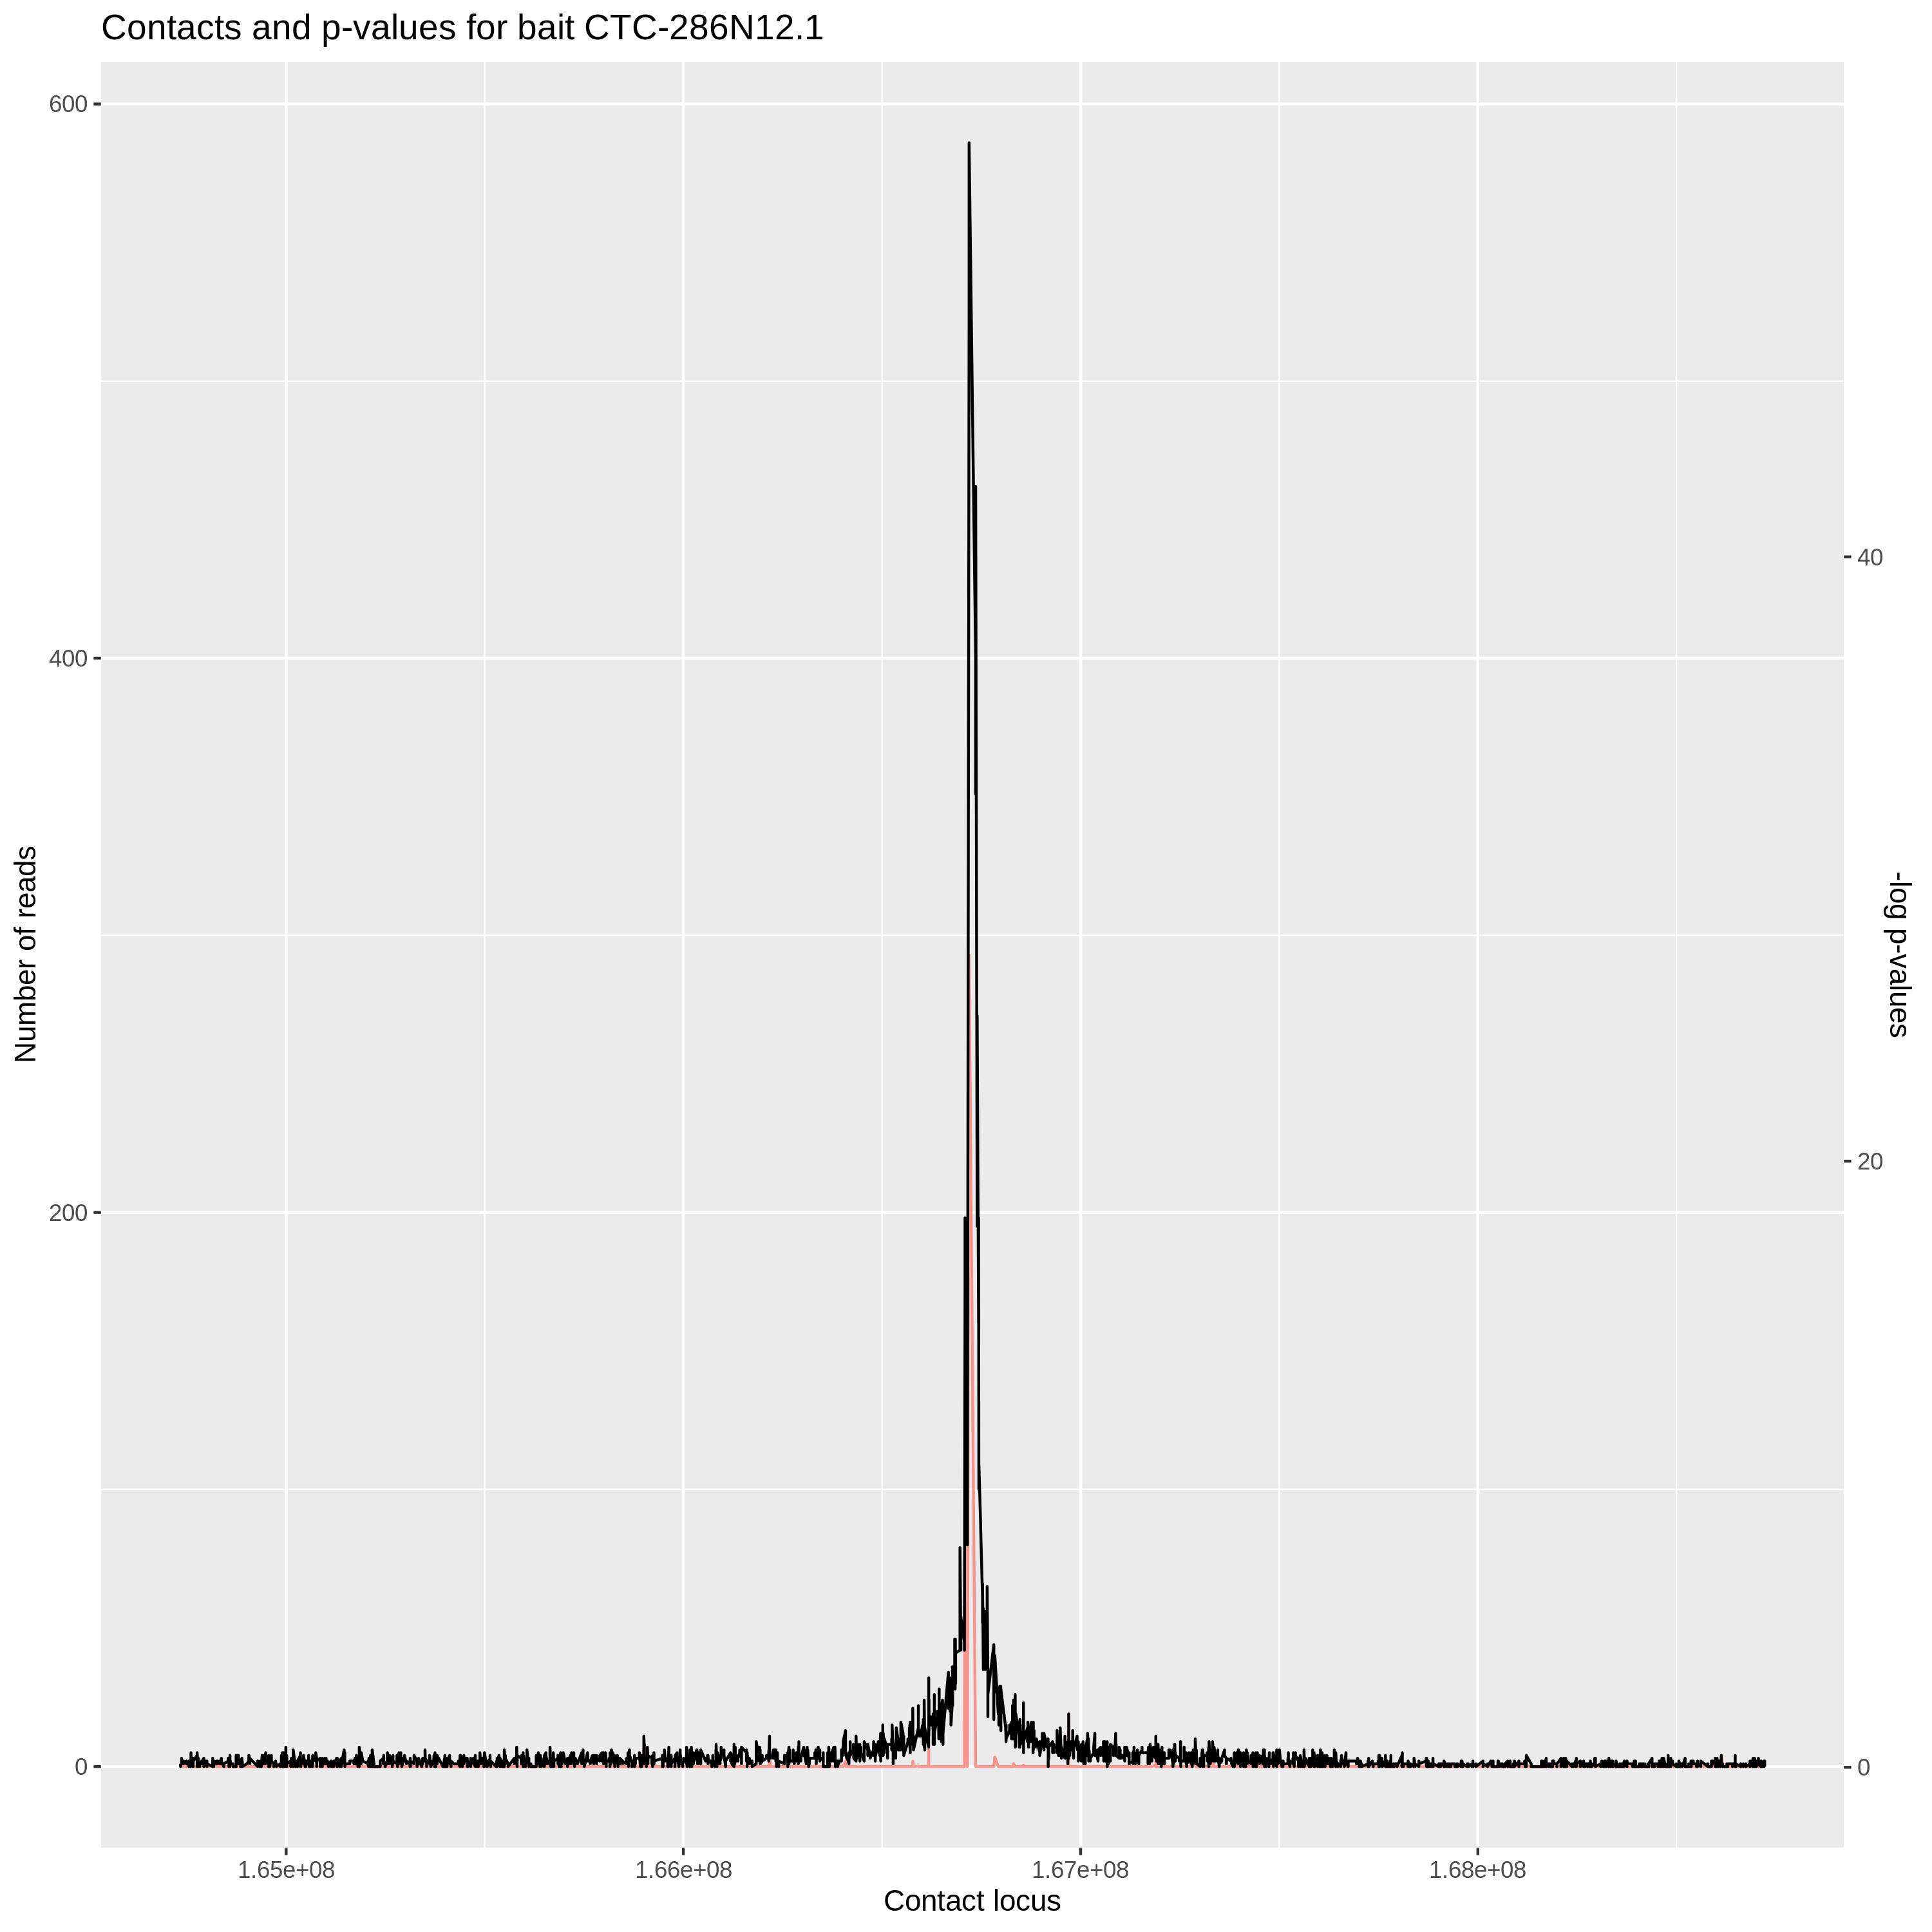 Contacts and p-values for bait CTC-286N12.1
600
400
200
0
Number of reads
40
20
0
-log p-values
1.65e+08
1.66e+08
1.67e+08
1.68e+08
Contact locus